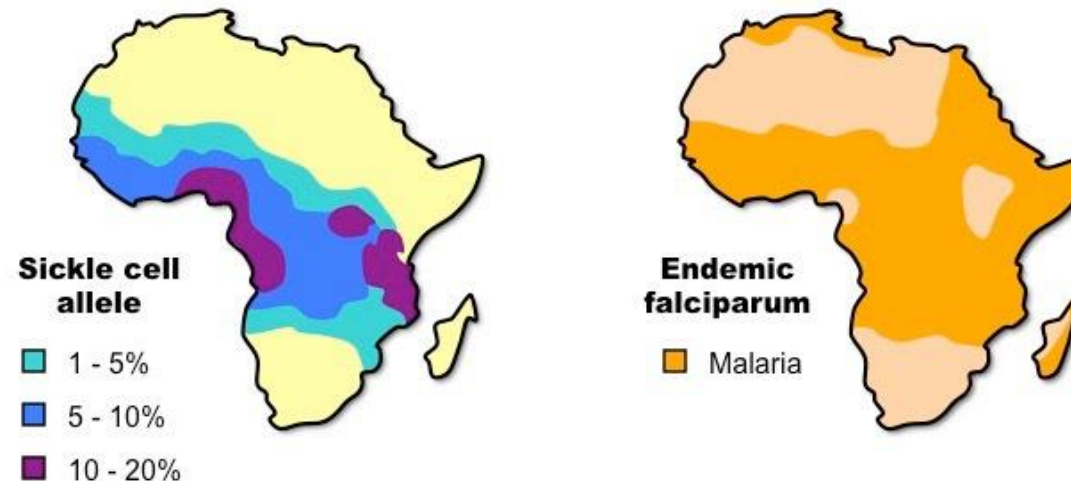 Sickle cell
allele
1 - 5%
5 - 10%
10 - 20%
Endemic
falciparum
Malaria